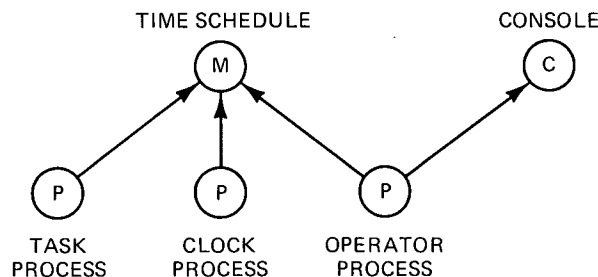 TIME SCHEDULE
CONSOLE
M
C
P
P
P
TASK
PROCESS
CLOCK
PROCESS
OPERATOR
PROCESS